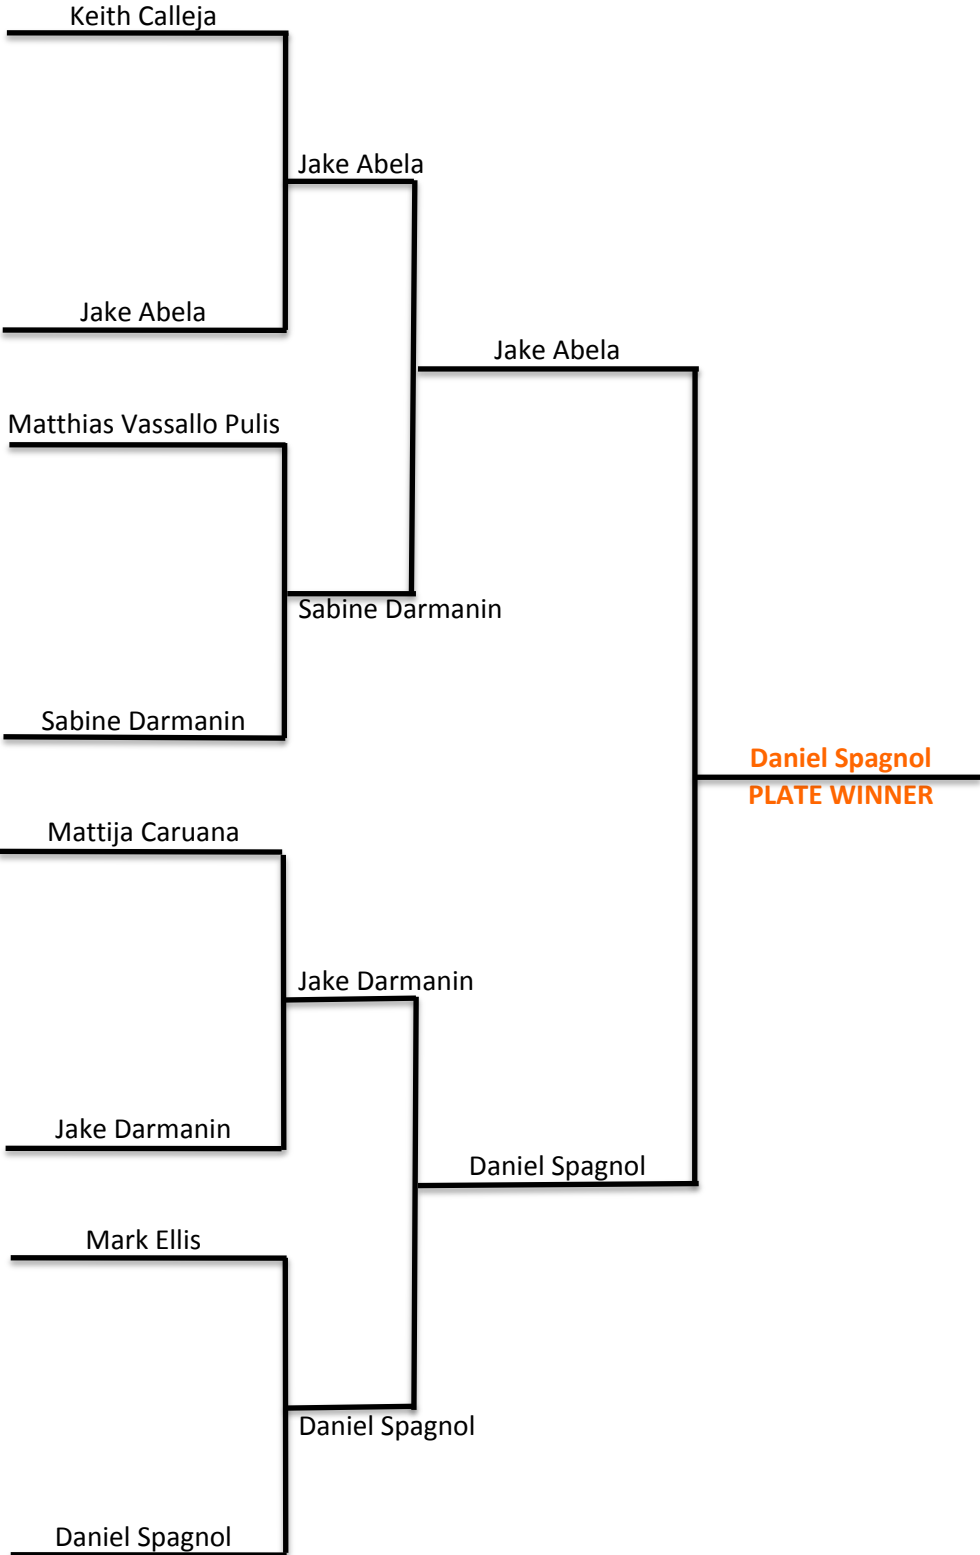 Keith Calleja
Jake Abela
Jake Abela
Jake Abela
Matthias Vassallo Pulis
Sabine Darmanin
Sabine Darmanin
Daniel Spagnol
PLATE WINNER
Mattija Caruana
Jake Darmanin
Jake Darmanin
Daniel Spagnol
Mark Ellis
Daniel Spagnol
Daniel Spagnol